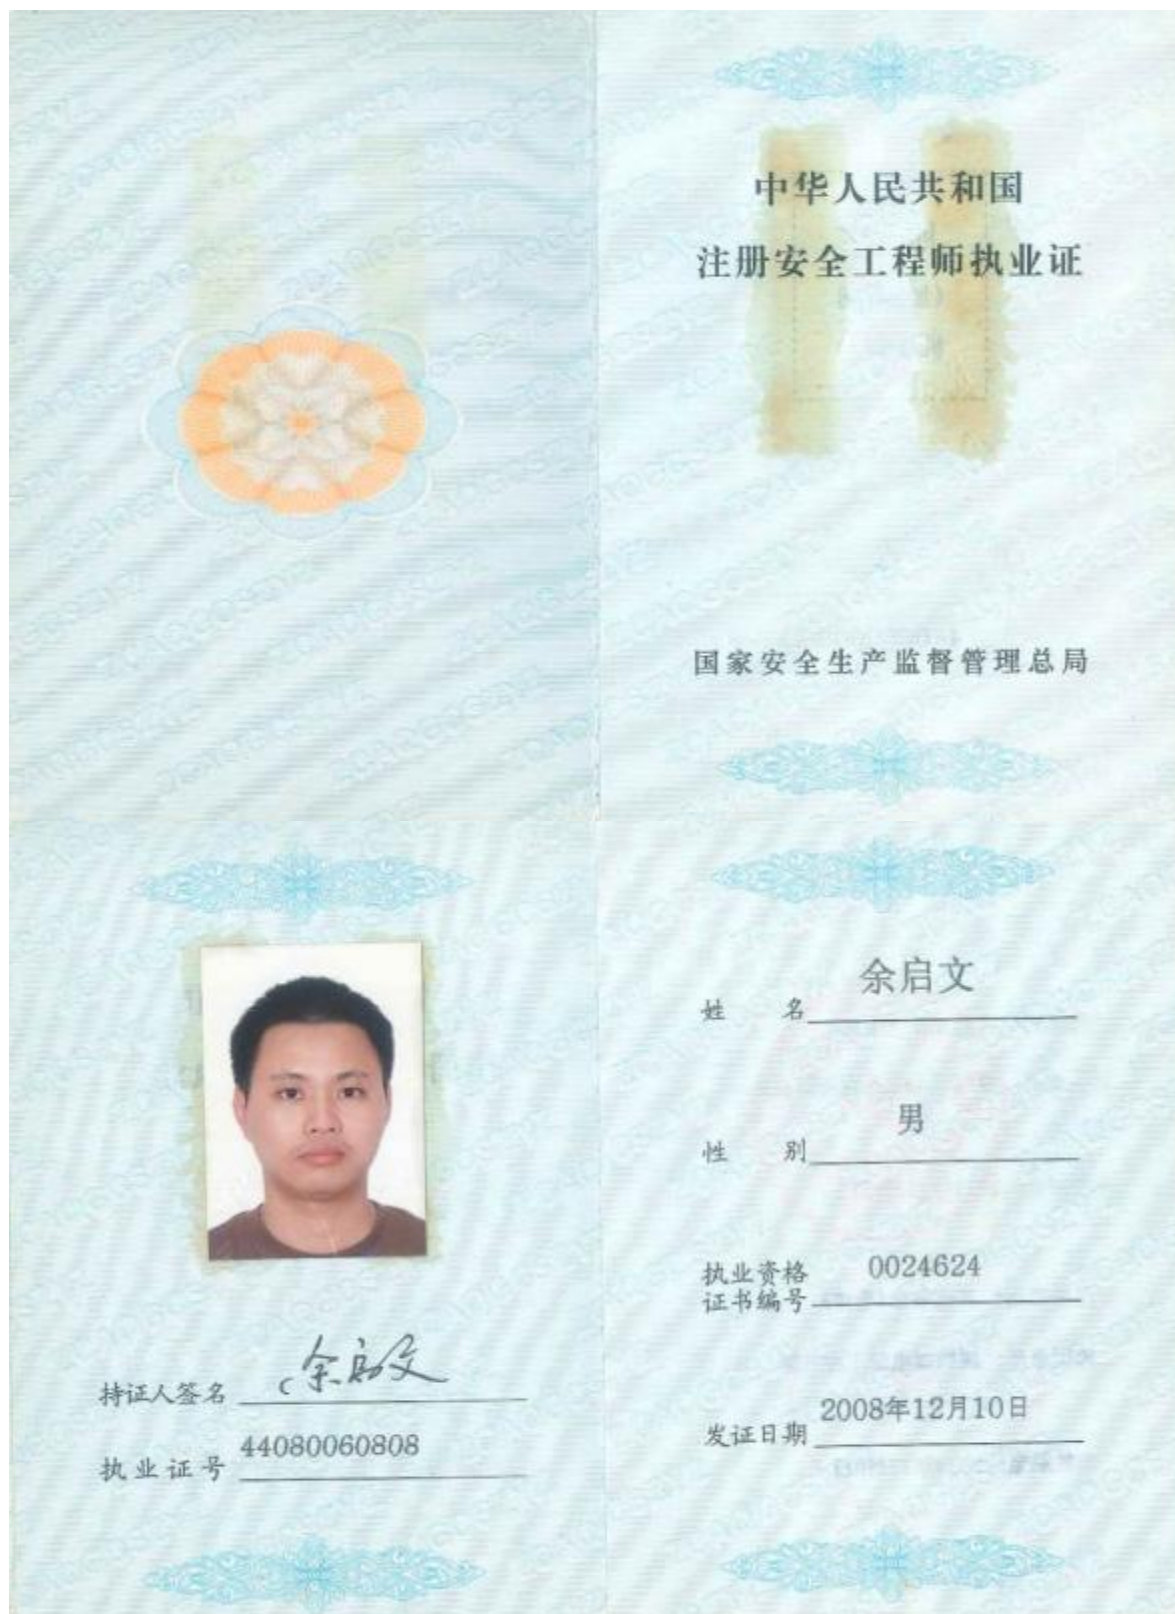 中华人民共和国
注册安全工程师执业证
国家安全生产监督管理总局
持证人签名 余启文
执业证号 44080060808
姓 名 余启文
性 别 男
执业资格
证书编号 0024624
发证日期 2008年12月10日